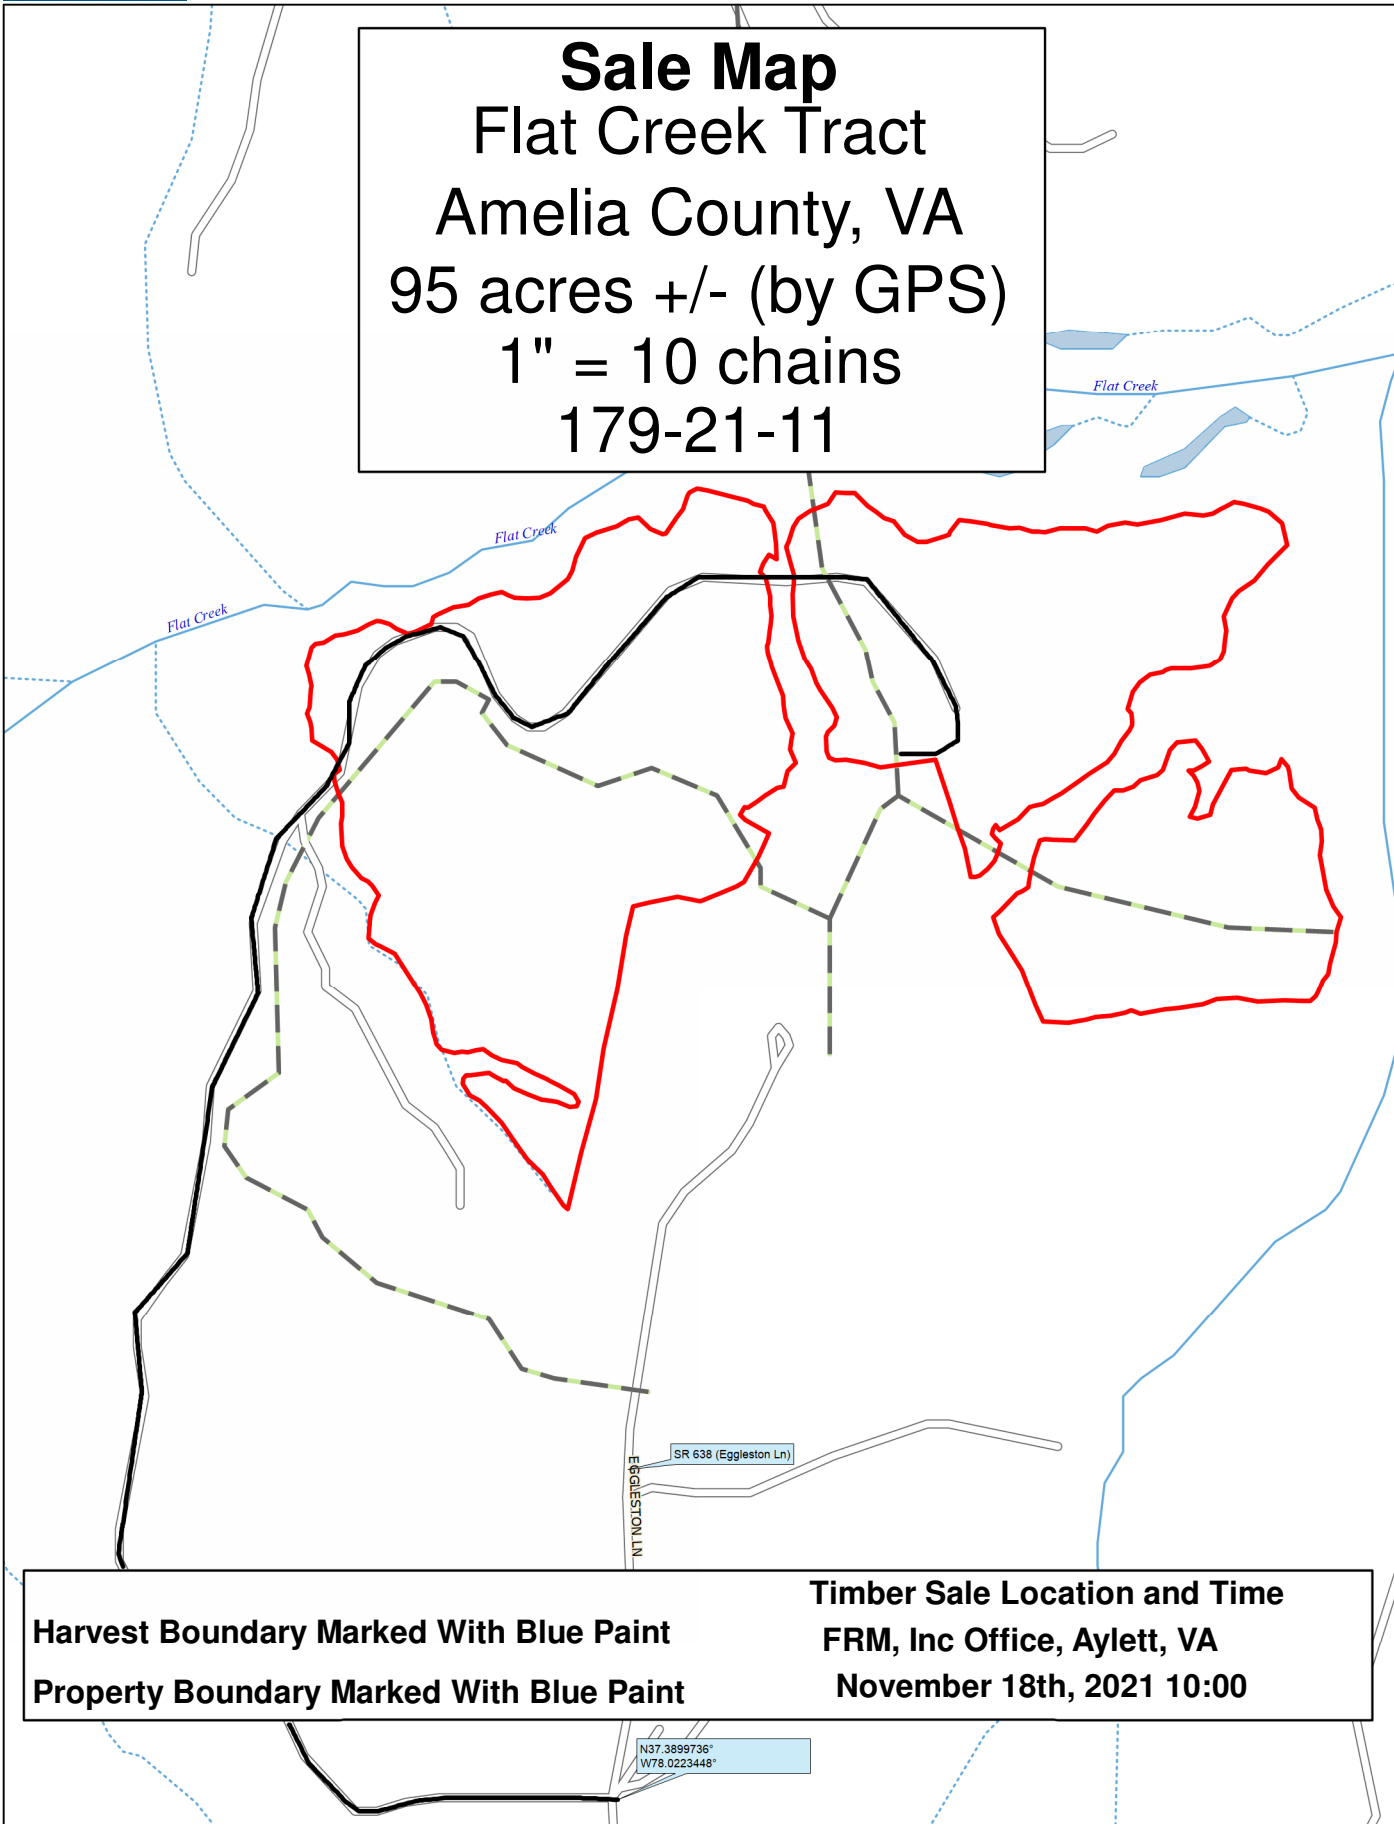 Sale Map
Flat Creek Tract
Amelia County, VA
95 acres +/- (by GPS)
1" = 10 chains
179-21-11
Flat Creek
Flat Creek
Flat Creek
SR 638 (Eggleston Ln)
EGGLESTON LN
Harvest Boundary Marked With Blue Paint
Property Boundary Marked With Blue Paint
Timber Sale Location and Time
FRM, Inc Office, Aylett, VA
November 18th, 2021 10:00
N37.3899736°
W78.0223448°